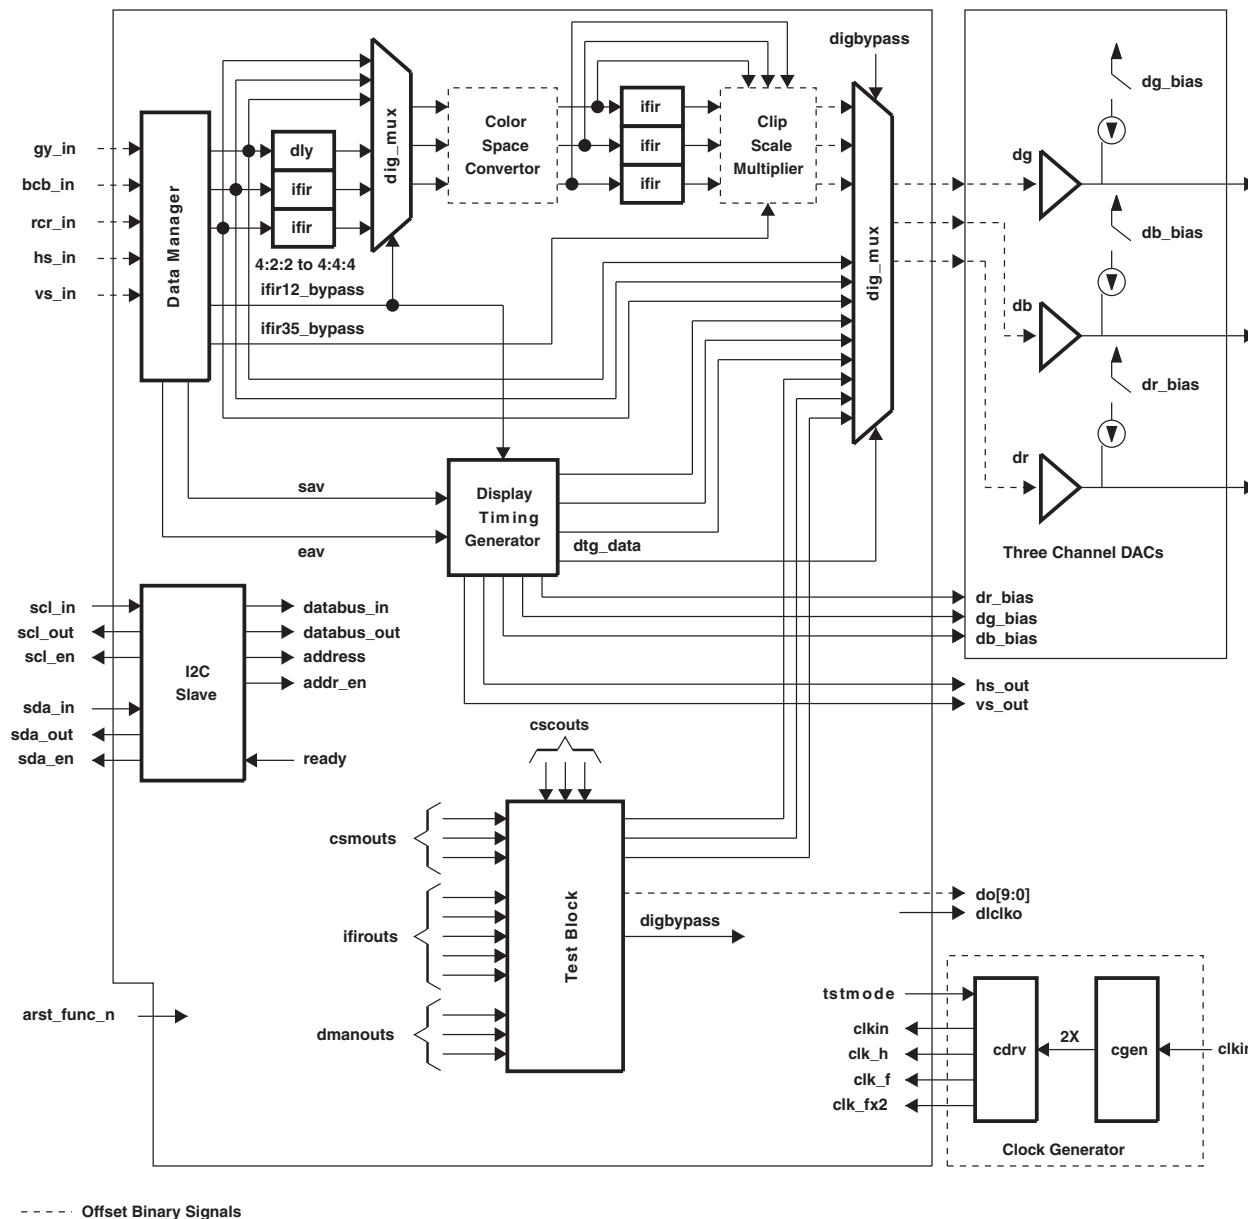 digbypass
dg_bias
gy_in
bcb_in
rcr_in
hs_in
vs_in
Data Manager
dly
ifir
ifir
4:2:2 to 4:4:4
dig_mux
Color
Space
Convertor
ifir
ifir
ifir
Clip
Scale
Multiplier
dig_mux
dg
db_bias
db
dr_bias
dr
Three Channel DACs
ifir12_bypass
ifir35_bypass
sav
eav
Display
Timing
Generator
dtg_data
dr_bias
dg_bias
db_bias
hs_out
vs_out
scl_in
scl_out
scl_en
sda_in
sda_out
sda_en
I2C
Slave
databus_in
databus_out
address
addr_en
ready
cscouts
csmouts
ifirouts
dmanouts
Test Block
do[9:0]
dlclko
digbypass
arst_func_n
tstmode
clkin
clk_h
clk_f
clk_fx2
cdrv
2X
cgen
Clock Generator
Offset Binary Signals